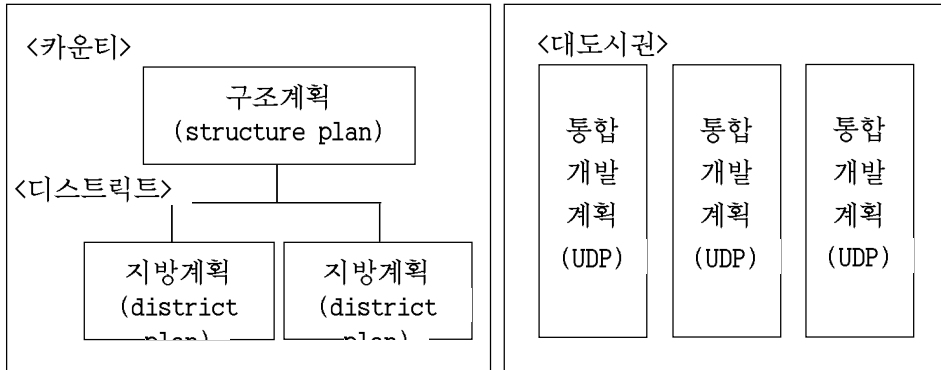 <카운티>
구조계획
(structure plan)
<디스트릭트>
지방계획
(district
plan)
지방계획
(district
plan)
<대도시권>
통합
개발
계획
(UDP)
통합
개발
계획
(UDP)
통합
개발
계획
(UDP)